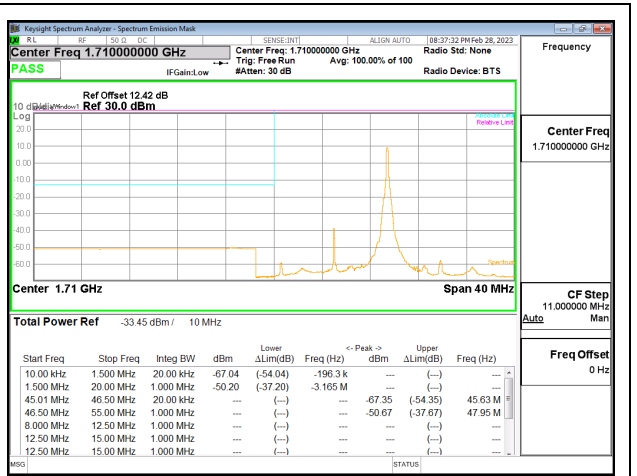 Keysight Spectrum Analyzer - Spectrum Emission Mask
RL RF 50 Ω DC SENSE:INT ALIGN AUTO 08:37:32 PM Feb 28, 2023
Center Freq 1.710000000 GHz Center Freq: 1.710000000 GHz Radio Std: None
PASS Trig: Free Run Avg: 100.00% of 100
IFGain:Low #Atten: 30 dB Radio Device: BTS
Ref Offset 12.42 dB
10 dB/div Ref 30.0 dBm
Log
Absolute Limit
Relative Limit
20.0
10.0
0.00
-10.0
-20.0
-30.0
-40.0
-50.0
-60.0
Spectrum
Center 1.71 GHz Span 40 MHz
Total Power Ref -33.45 dBm / 10 MHz
Lower <- Peak -> Upper
Start Freq Stop Freq Integ BW dBm ΔLim(dB) Freq (Hz) dBm ΔLim(dB) Freq (Hz)
10.00 kHz 1.500 MHz 20.00 kHz -67.04 (-54.04) -196.3 k --- (---) ---
1.500 MHz 20.00 MHz 1.000 MHz -50.20 (-37.20) -3.165 M --- (---) ---
45.01 MHz 46.50 MHz 20.00 kHz --- (---) --- -67.35 (-54.35) 45.63 M
46.50 MHz 55.00 MHz 1.000 MHz --- (---) --- -50.67 (-37.67) 47.95 M
8.000 MHz 12.50 MHz 1.000 MHz --- (---) --- --- (---) ---
12.50 MHz 15.00 MHz 1.000 MHz --- (---) --- --- (---) ---
12.50 MHz 15.00 MHz 1.000 MHz --- (---) --- --- (---) ---
MSG STATUS
Frequency
Center Freq
1.710000000 GHz
CF Step
11.000000 MHz
Auto Man
Freq Offset
0 Hz